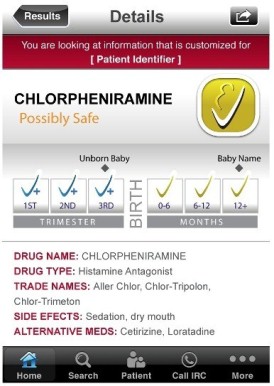 Results
Details
You are looking at information that is customized for
[ Patient Identifier ]
CHLORPHENIRAMINE
Possibly Safe
Unborn Baby
Baby Name
1ST
2ND
3RD
BIRTH
0-6
6-12
12+
TRIMESTER
MONTHS
DRUG NAME: CHLORPHENIRAMINE
DRUG TYPE: Histamine Antagonist
TRADE NAMES: Aller Chlor, Chlor-Tripolon,
Chlor-Trimeton
SIDE EFECTS: Sedation, dry mouth
ALTERNATIVE MEDS: Cetirizine, Loratadine
Home
Search
Patient
Call IRC
More